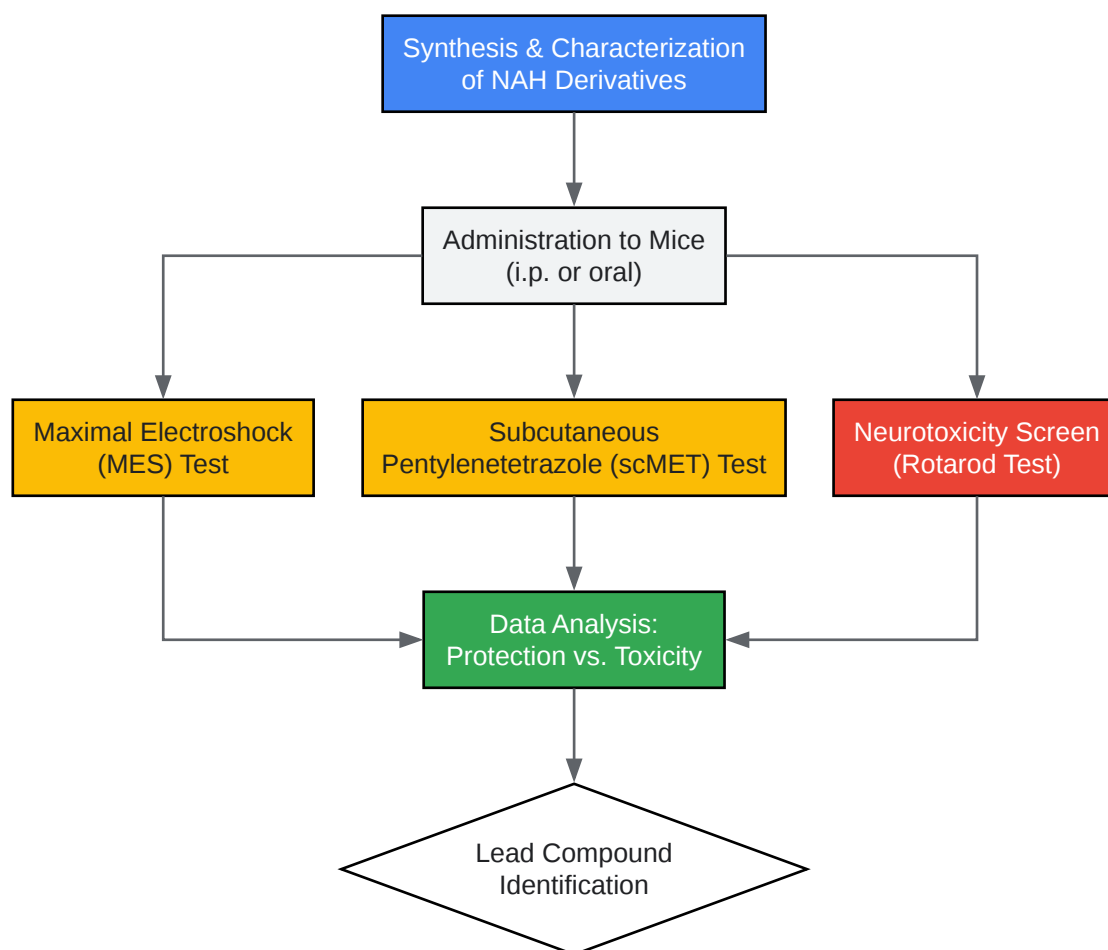 Synthesis & Characterization
of NAH Derivatives
Administration to Mice
(i.p. or oral)
Maximal Electroshock
(MES) Test
Subcutaneous
Pentylenetetrazole (scMET) Test
Neurotoxicity Screen
(Rotarod Test)
Data Analysis:
Protection vs. Toxicity
Lead Compound
Identification